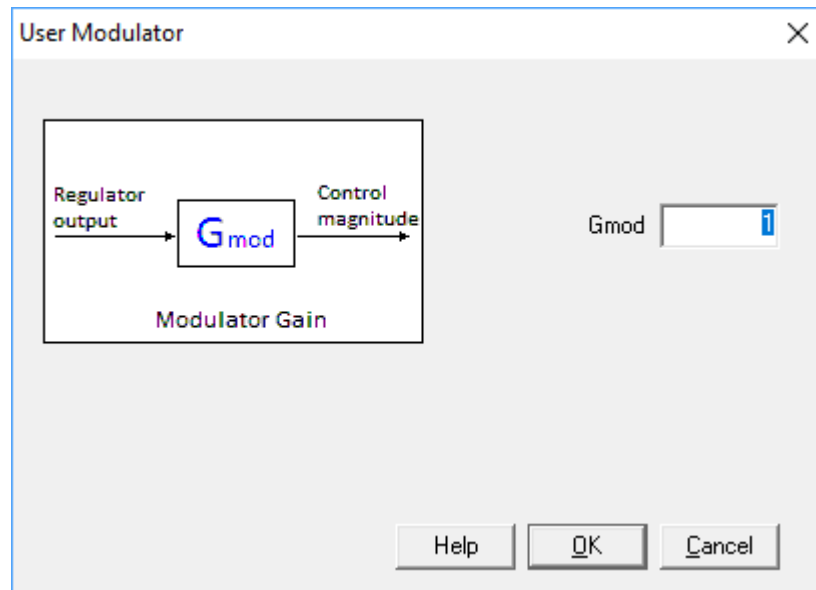 User Modulator
Regulator
output
Control
magnitude
Gmod
Modulator Gain
Gmod 1
Help OK Cancel